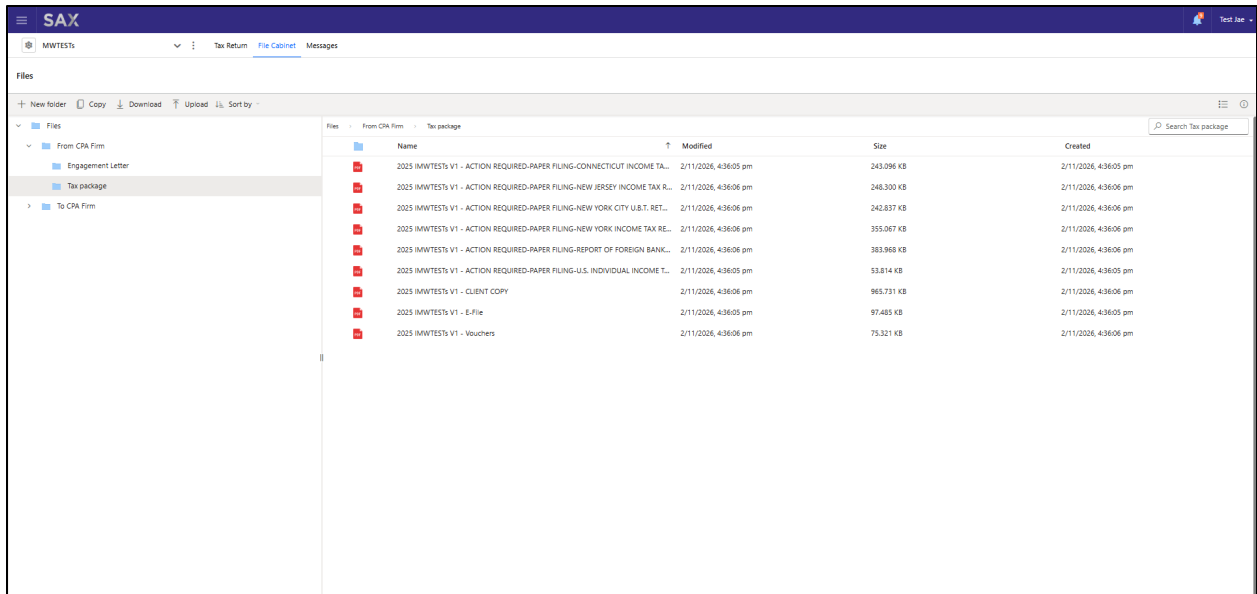 SAX
Test Jae
MWTESTs
Tax Return File Cabinet Messages
Files
New folder Copy Download Upload Sort by
Files
From CPA Firm
Engagement Letter
Tax package
To CPA Firm
Files From CPA Firm Tax package
Search Tax package
Name Modified Size Created
2025 IMWTESTs V1 - ACTION REQUIRED-PAPER FILING-CONNECTICUT INCOME TA... 2/11/2026, 4:36:05 pm 243.096 KB 2/11/2026, 4:36:05 pm
2025 IMWTESTs V1 - ACTION REQUIRED-PAPER FILING-NEW JERSEY INCOME TAX R... 2/11/2026, 4:36:06 pm 248.300 KB 2/11/2026, 4:36:06 pm
2025 IMWTESTs V1 - ACTION REQUIRED-PAPER FILING-NEW YORK CITY U.B.T. RET... 2/11/2026, 4:36:06 pm 242.837 KB 2/11/2026, 4:36:06 pm
2025 IMWTESTs V1 - ACTION REQUIRED-PAPER FILING-NEW YORK INCOME TAX RE... 2/11/2026, 4:36:06 pm 355.067 KB 2/11/2026, 4:36:06 pm
2025 IMWTESTs V1 - ACTION REQUIRED-PAPER FILING-REPORT OF FOREIGN BANK... 2/11/2026, 4:36:06 pm 383.968 KB 2/11/2026, 4:36:06 pm
2025 IMWTESTs V1 - ACTION REQUIRED-PAPER FILING-U.S. INDIVIDUAL INCOME T... 2/11/2026, 4:36:05 pm 53.814 KB 2/11/2026, 4:36:05 pm
2025 IMWTESTs V1 - CLIENT COPY 2/11/2026, 4:36:06 pm 965.731 KB 2/11/2026, 4:36:06 pm
2025 IMWTESTs V1 - E-File 2/11/2026, 4:36:05 pm 97.485 KB 2/11/2026, 4:36:05 pm
2025 IMWTESTs V1 - Vouchers 2/11/2026, 4:36:06 pm 75.321 KB 2/11/2026, 4:36:06 pm